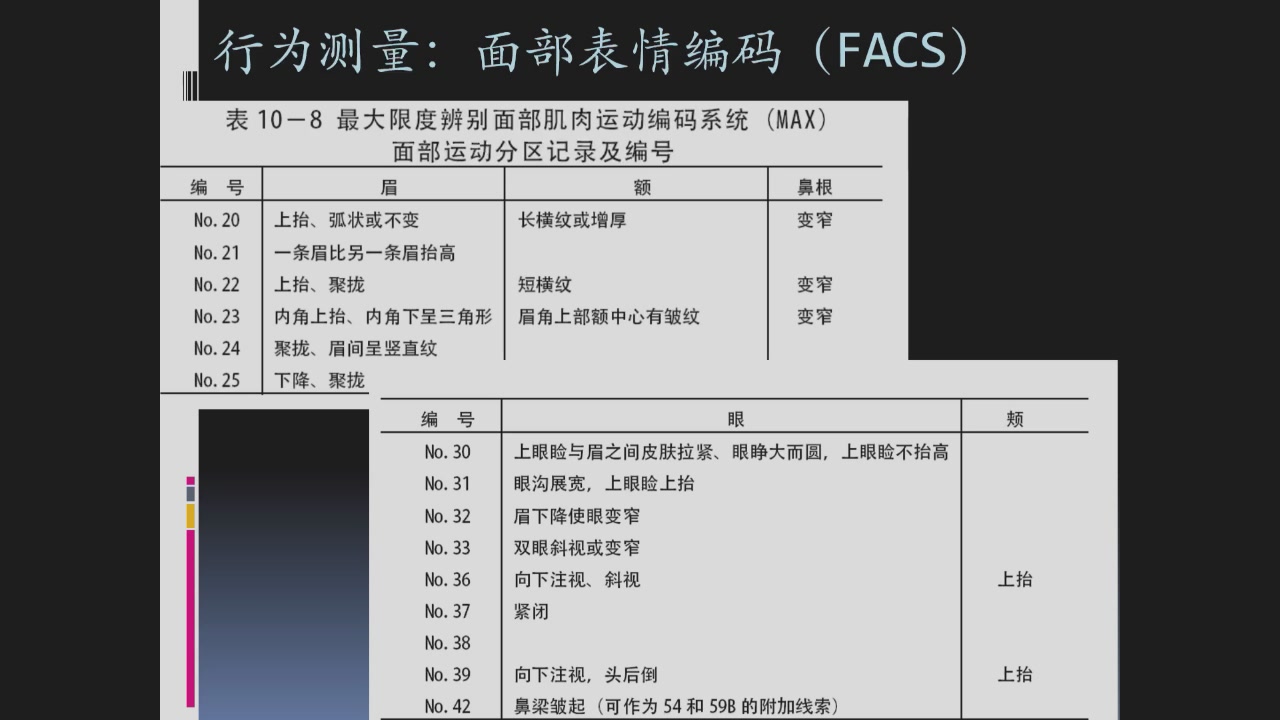 行为测量：面部表情编码（FACS）
表 10－8 最大限度辨别面部肌肉运动编码系统（MAX）
面部运动分区记录及编号
编 号 眉 额 鼻根
No. 20 上抬、弧状或不变 长横纹或增厚 变窄
No. 21 一条眉比另一条眉抬高
No. 22 上抬、聚拢 短横纹 变窄
No. 23 内角上抬、内角下呈三角形 眉角上部额中心有皱纹 变窄
No. 24 聚拢、眉间呈竖直纹
No. 25 下降、聚拢
编 号 眼 颊
No. 30 上眼睑与眉之间皮肤拉紧、眼睁大而圆，上眼睑不抬高
No. 31 眼沟展宽，上眼睑上抬
No. 32 眉下降使眼变窄
No. 33 双眼斜视或变窄
No. 36 向下注视、斜视 上抬
No. 37 紧闭
No. 38
No. 39 向下注视，头后倒 上抬
No. 42 鼻梁皱起（可作为 54 和 59B 的附加线索）